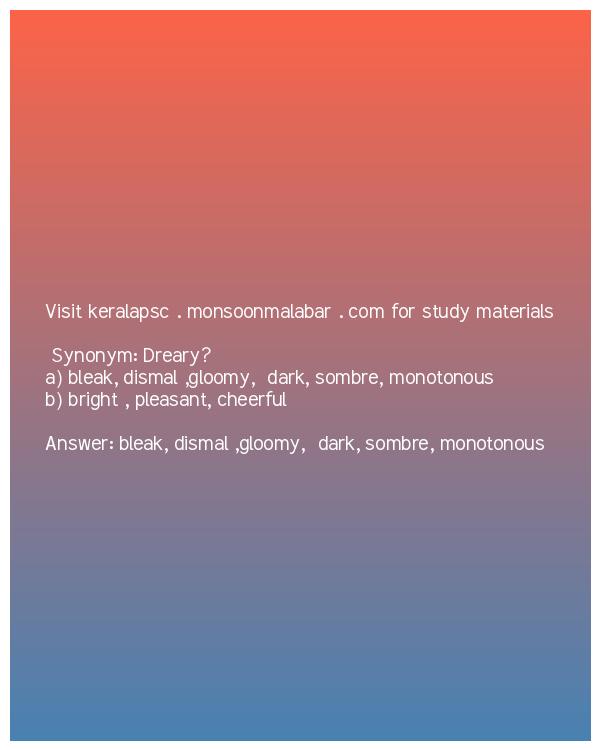 Visit keralapsc . monsoonmalabar . com for study materials
Synonym: Dreary?
a) bleak, dismal ,gloomy,  dark, sombre, monotonous
b) bright , pleasant, cheerful
Answer: bleak, dismal ,gloomy,  dark, sombre, monotonous